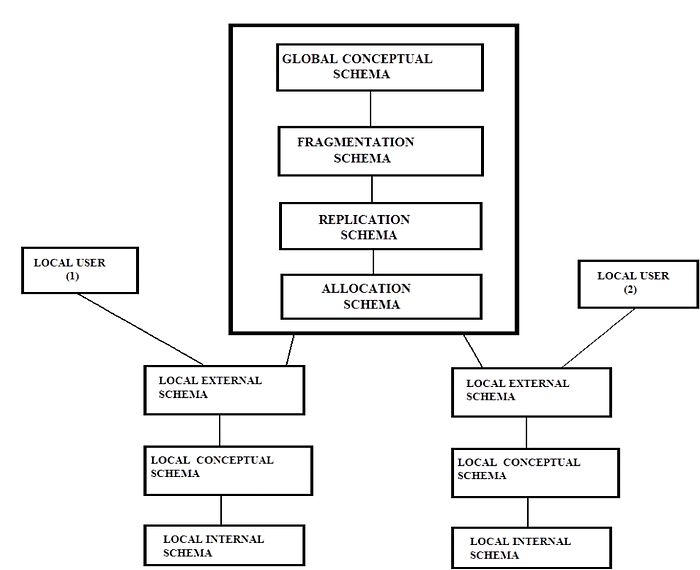 GLOBAL CONCEPTUAL
SCHEMA
FRAGMENTATION
SCHEMA
REPLICATION
SCHEMA
ALLOCATION
SCHEMA
LOCAL USER
(1)
LOCAL USER
(2)
LOCAL EXTERNAL
SCHEMA
LOCAL CONCEPTUAL
SCHEMA
LOCAL INTERNAL
SCHEMA
LOCAL EXTERNAL
SCHEMA
LOCAL CONCEPTUAL
SCHEMA
LOCAL INTERNAL
SCHEMA